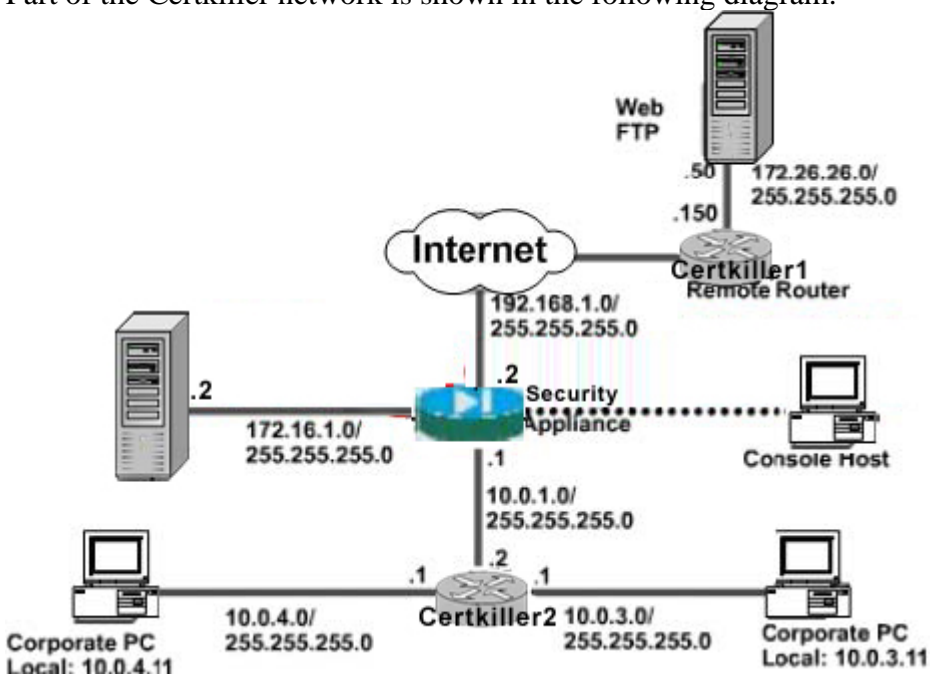 Part of the Certkiller network is shown in the following diagram:
Web
FTP
.50
172.26.26.0/
255.255.255.0
.150
Internet
Certkiller1
Remote Router
192.168.1.0/
255.255.255.0
.2
.2
Security
Appliance
172.16.1.0/
255.255.255.0
Console Host
.1
10.0.1.0/
255.255.255.0
.2
.1
.1
Certkiller2
10.0.4.0/
255.255.255.0
10.0.3.0/
255.255.255.0
Corporate PC
Local: 10.0.4.11
Corporate PC
Local: 10.0.3.11